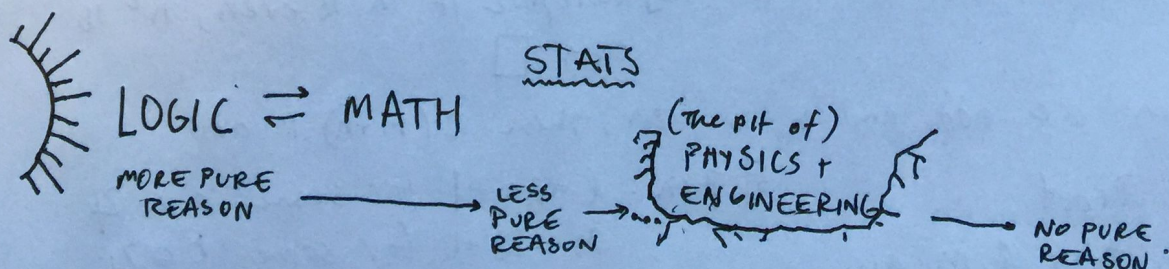 STATS
LOGIC ⇌ MATH
(The pit of)
PHYSICS +
ENGINEERING
MORE PURE
REASON
LESS
PURE
REASON
NO PURE
REASON.